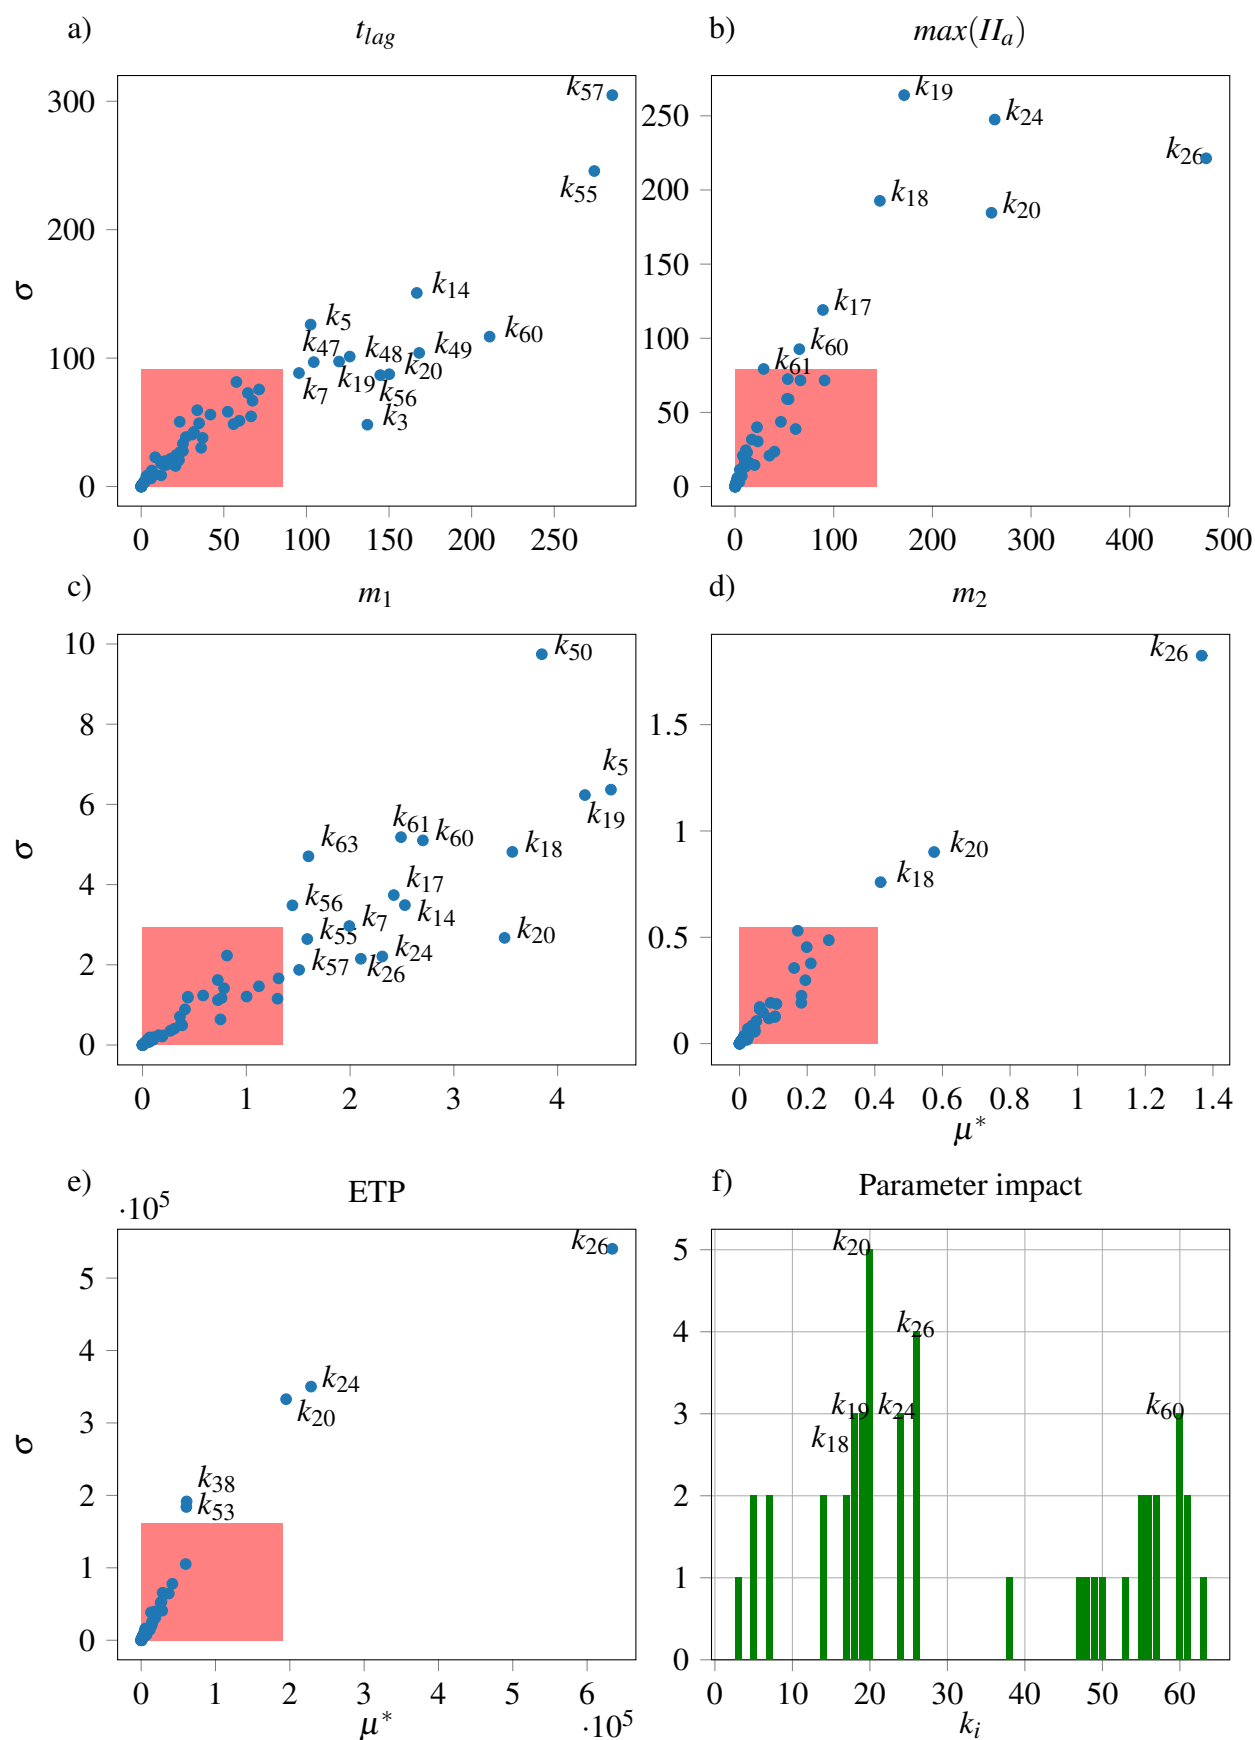 a) t_lag
σ
300
200
100
0
0 50 100 150 200 250
k57
k55
k14
k5
k60
k47
k48
k49
k7
k19
k56
k20
k3
b) max(II_a)
250
200
150
100
50
0
0 100 200 300 400 500
k19
k24
k26
k18
k20
k17
k60
k61
c) m1
σ
10
8
6
4
2
0
0 1 2 3 4
k50
k5
k19
k61
k60
k63
k18
k17
k56
k7
k14
k55
k20
k24
k57
k26
d) m2
1.5
1
0.5
0
0 0.2 0.4 0.6 0.8 1 1.2 1.4
μ*
k26
k20
k18
e) ETP
·10^5
σ
5
4
3
2
1
0
0 2 4 6
μ* ·10^5
k26
k24
k20
k38
k53
f) Parameter impact
5
4
3
2
1
0
0 10 20 30 40 50 60
k_i
k20
k26
k19
k24
k60
k18